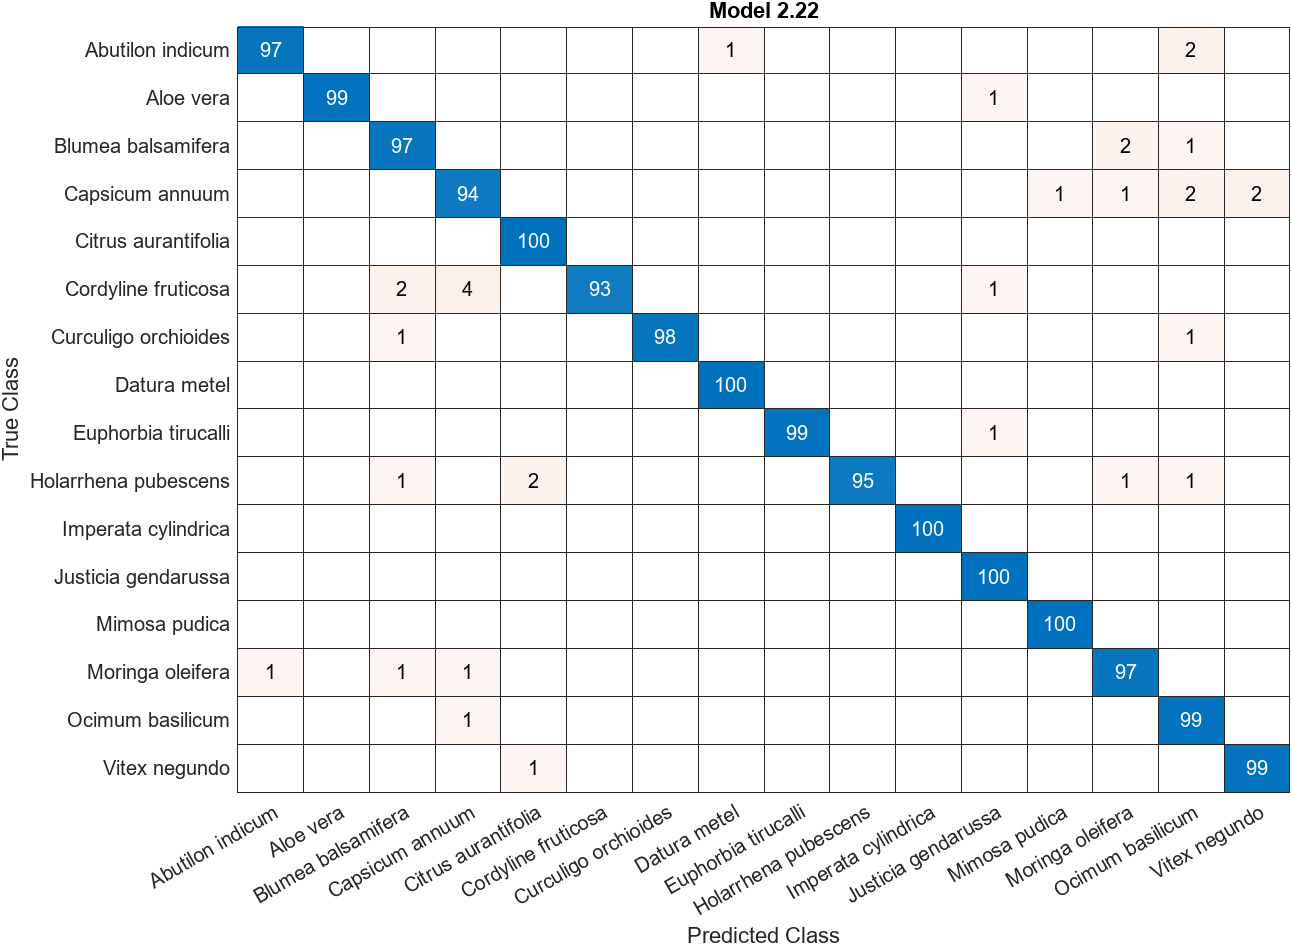 Model 2.22
Abutilon indicum 97 1 2
Aloe vera 99 1
Blumea balsamifera 97 2 1
Capsicum annuum 94 1 1 2 2
Citrus aurantifolia 100
Cordyline fruticosa 2 4 93 1
Curculigo orchioides 1 98 1
Datura metel 100
Euphorbia tirucalli 99 1
Holarrhena pubescens 1 2 95 1 1
Imperata cylindrica 100
Justicia gendarussa 100
Mimosa pudica 100
Moringa oleifera 1 1 1 97
Ocimum basilicum 1 99
Vitex negundo 1 99
True Class
Abutilon indicum
Aloe vera
Blumea balsamifera
Capsicum annuum
Citrus aurantifolia
Cordyline fruticosa
Curculigo orchioides
Datura metel
Euphorbia tirucalli
Holarrhena pubescens
Imperata cylindrica
Justicia gendarussa
Mimosa pudica
Moringa oleifera
Ocimum basilicum
Vitex negundo
Predicted Class